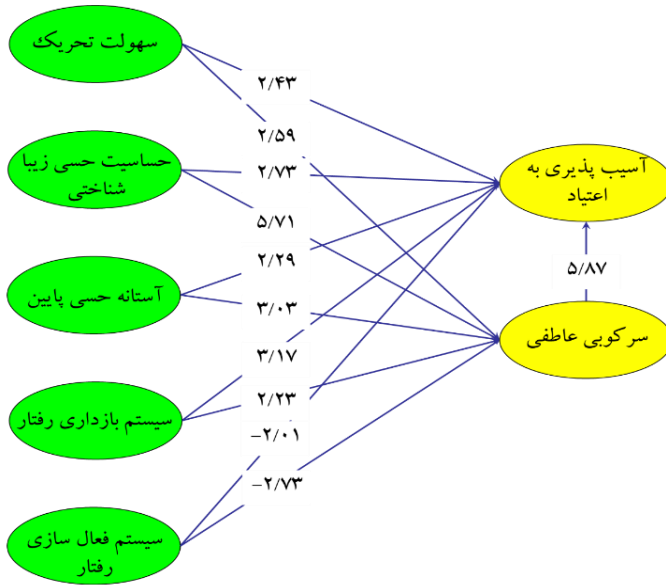 سهولت تحریک
۲/۴۳
۲/۵۹
حساسیت حسی زیبا
شناختی
۲/۷۳
آسیب پذیری به
اعتیاد
۵/۷۱
۲/۲۹
۵/۸۷
آستانه حسی پایین
۳/۰۳
سرکوبی عاطفی
۳/۱۷
سیستم بازداری رفتار
۲/۲۳
-۲/۰۱
-۲/۷۳
سیستم فعال سازی
رفتار